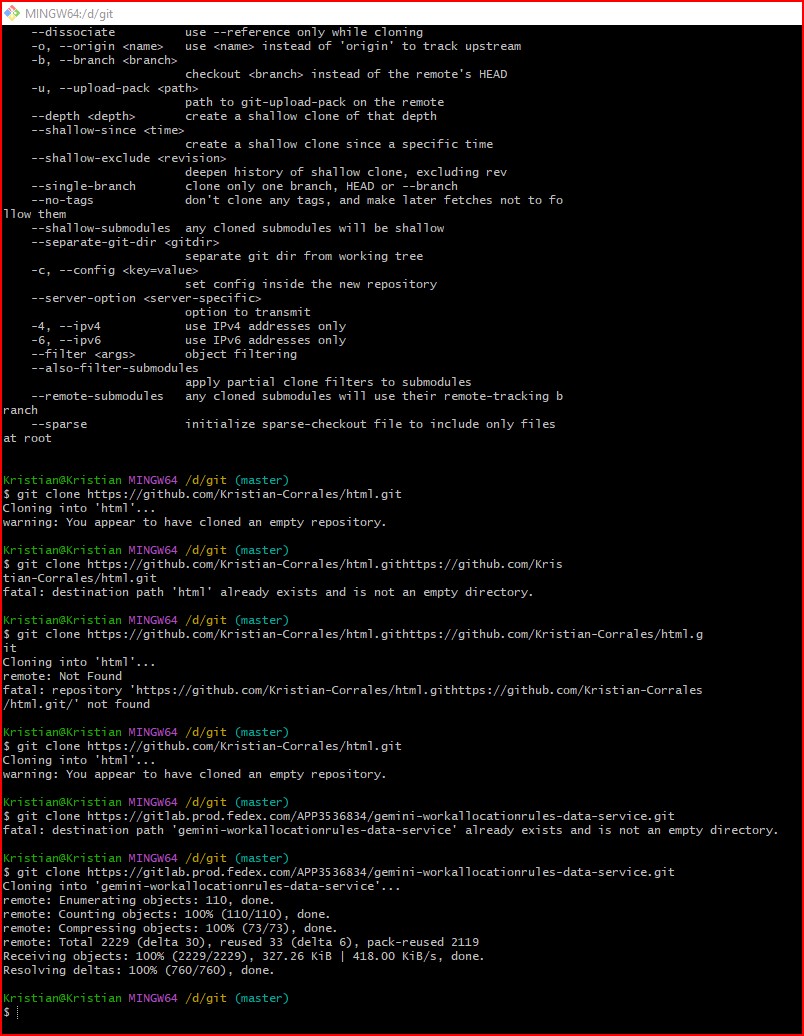 MINGW64:/d/git
--dissociate          use --reference only while cloning
-o, --origin <name>   use <name> instead of 'origin' to track upstream
-b, --branch <branch>
checkout <branch> instead of the remote's HEAD
-u, --upload-pack <path>
path to git-upload-pack on the remote
--depth <depth>       create a shallow clone of that depth
--shallow-since <time>
create a shallow clone since a specific time
--shallow-exclude <revision>
deepen history of shallow clone, excluding rev
--single-branch       clone only one branch, HEAD or --branch
--no-tags             don't clone any tags, and make later fetches not to fo
llow them
--shallow-submodules  any cloned submodules will be shallow
--separate-git-dir <gitdir>
separate git dir from working tree
-c, --config <key=value>
set config inside the new repository
--server-option <server-specific>
option to transmit
-4, --ipv4            use IPv4 addresses only
-6, --ipv6            use IPv6 addresses only
--filter <args>       object filtering
--also-filter-submodules
apply partial clone filters to submodules
--remote-submodules   any cloned submodules will use their remote-tracking b
ranch
--sparse              initialize sparse-checkout file to include only files
at root
Kristian@Kristian MINGW64 /d/git (master)
$ git clone https://github.com/Kristian-Corrales/html.git
Cloning into 'html'...
warning: You appear to have cloned an empty repository.
Kristian@Kristian MINGW64 /d/git (master)
$ git clone https://github.com/Kristian-Corrales/html.githttps://github.com/Kris
tian-Corrales/html.git
fatal: destination path 'html' already exists and is not an empty directory.
Kristian@Kristian MINGW64 /d/git (master)
$ git clone https://github.com/Kristian-Corrales/html.githttps://github.com/Kristian-Corrales/html.g
it
Cloning into 'html'...
remote: Not Found
fatal: repository 'https://github.com/Kristian-Corrales/html.githttps://github.com/Kristian-Corrales
/html.git/' not found
Kristian@Kristian MINGW64 /d/git (master)
$ git clone https://github.com/Kristian-Corrales/html.git
Cloning into 'html'...
warning: You appear to have cloned an empty repository.
Kristian@Kristian MINGW64 /d/git (master)
$ git clone https://gitlab.prod.fedex.com/APP3536834/gemini-workallocationrules-data-service.git
fatal: destination path 'gemini-workallocationrules-data-service' already exists and is not an empty directory.
Kristian@Kristian MINGW64 /d/git (master)
$ git clone https://gitlab.prod.fedex.com/APP3536834/gemini-workallocationrules-data-service.git
Cloning into 'gemini-workallocationrules-data-service'...
remote: Enumerating objects: 110, done.
remote: Counting objects: 100% (110/110), done.
remote: Compressing objects: 100% (73/73), done.
remote: Total 2229 (delta 30), reused 33 (delta 6), pack-reused 2119
Receiving objects: 100% (2229/2229), 327.26 KiB | 418.00 KiB/s, done.
Resolving deltas: 100% (760/760), done.
Kristian@Kristian MINGW64 /d/git (master)
$